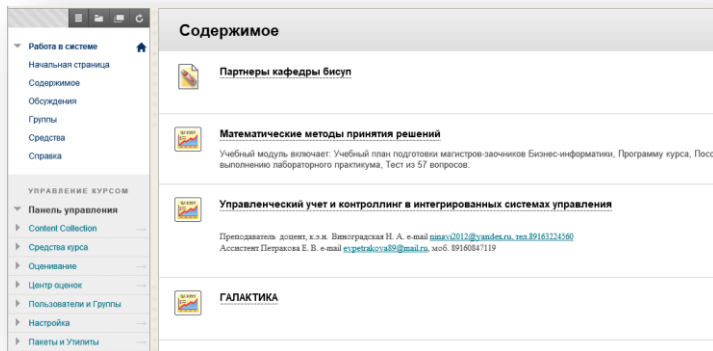 Работа в системе
Начальная страница
Содержимое
Обсуждения
Группы
Средства
Справка
УПРАВЛЕНИЕ КУРСОМ
Панель управления
Content Collection
Средства курса
Оценивание
Центр оценок
Пользователи и Группы
Настройка
Пакеты и Утилиты
Содержимое
Партнеры кафедры бисуп
Математические методы принятия решений
Учебный модуль включает: Учебный план подготовки магистров-заочников Бизнес-информатики, Программу курса, Посо
выполнению лабораторного практикума, Тест из 57 вопросов.
Управленческий учет и контроллинг в интегрированных системах управления
Преподаватель доцент, к.э.н. Виноградская Н. А. e-mail ninavi2012@yandex.ru, тел.89163224560
Ассистент Петракова Е. В. e-mail evpetrakova89@mail.ru, моб. 89160847119
ГАЛАКТИКА